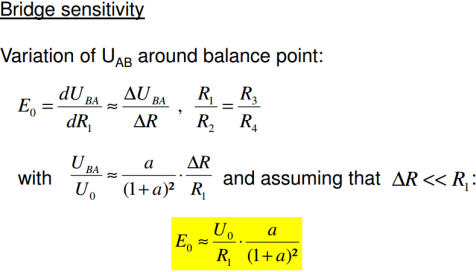 Bridge sensitivity
Variation of U_AB around balance point:
E_0 = dU_BA / dR_1 ≈ ΔU_BA / ΔR , R_1 / R_2 = R_3 / R_4
with U_BA / U_0 ≈ a / (1+a)² · ΔR / R_1 and assuming that ΔR << R_1:
E_0 ≈ U_0 / R_1 · a / (1+a)²